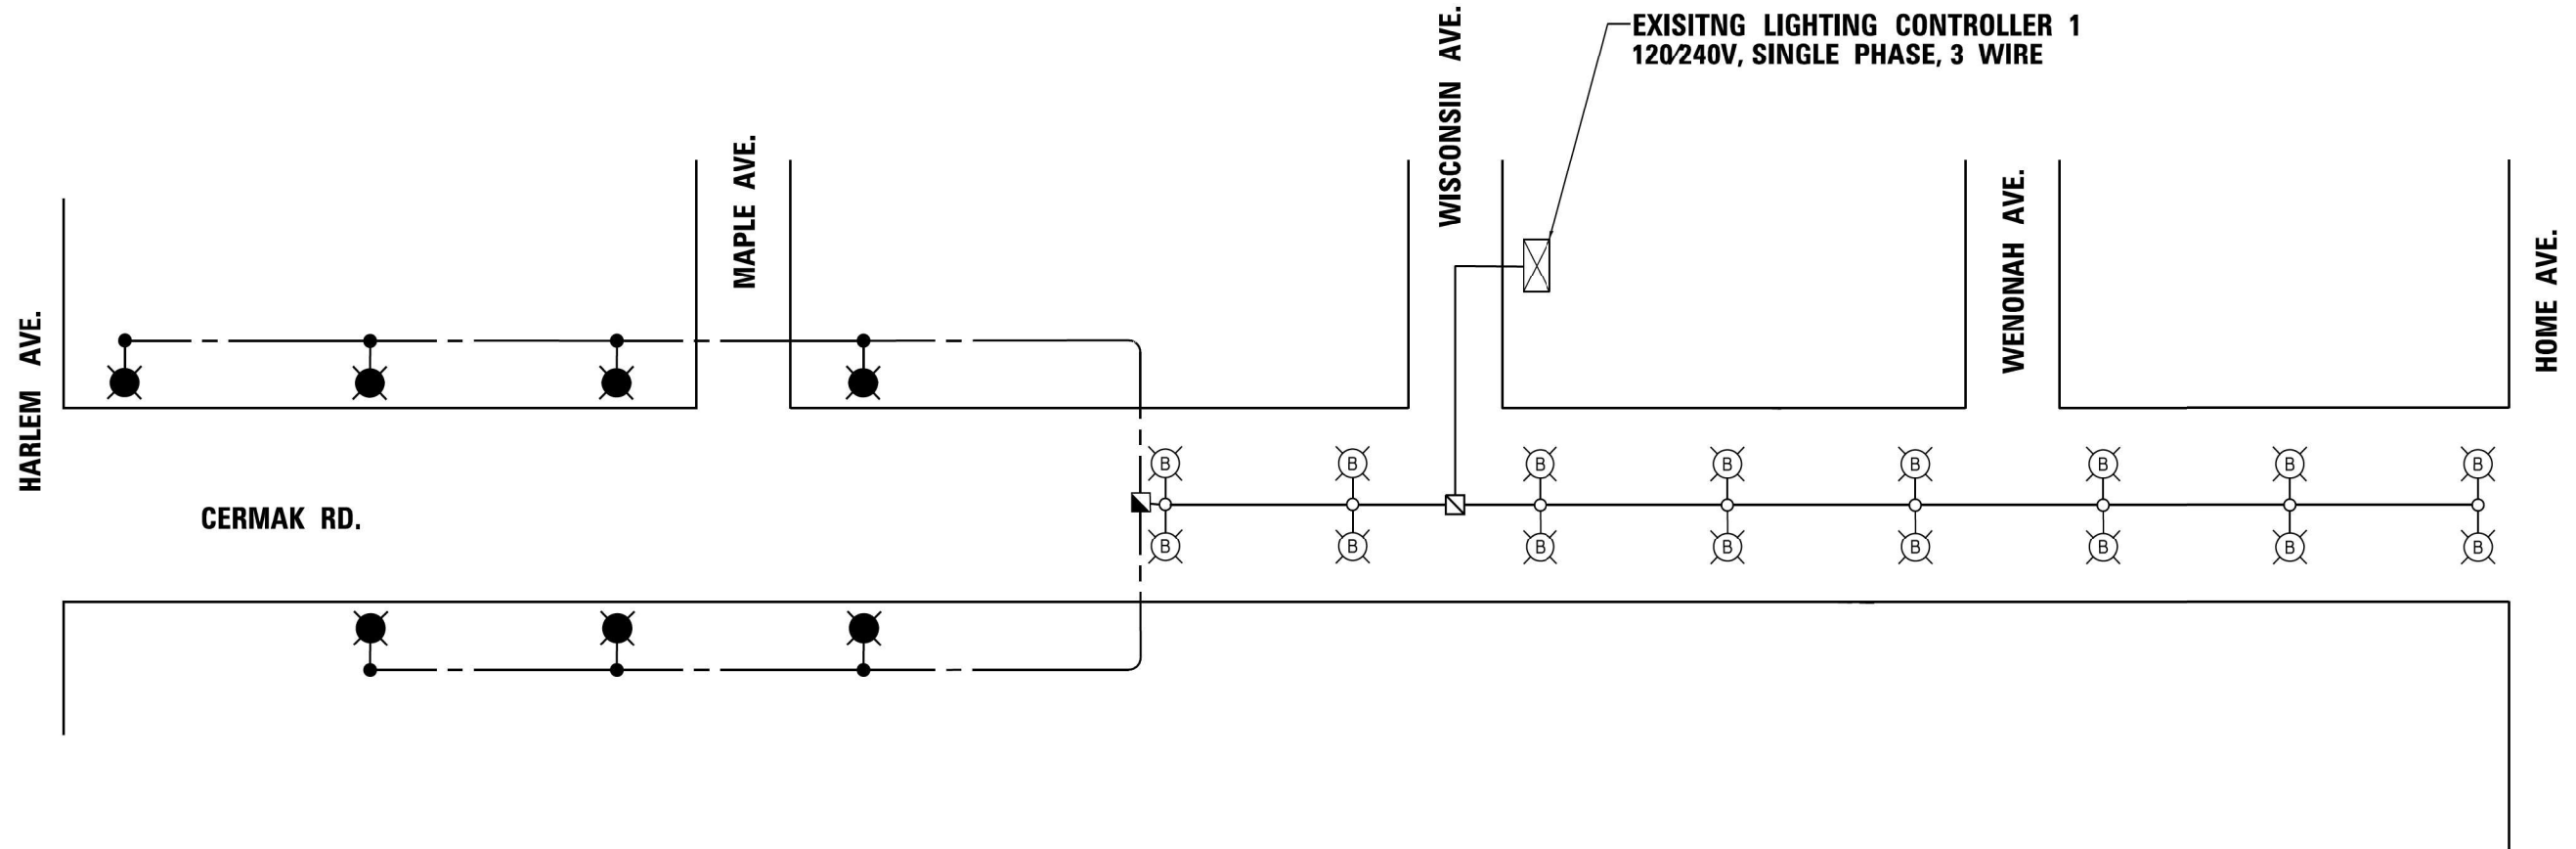 EXISITNG LIGHTING CONTROLLER 1
120/240V, SINGLE PHASE, 3 WIRE
WISCONSIN AVE.
MAPLE AVE.
WENONAH AVE.
HOME AVE.
HARLEM AVE.
B B B B B B B B
CERMAK RD.
B B B B B B B B